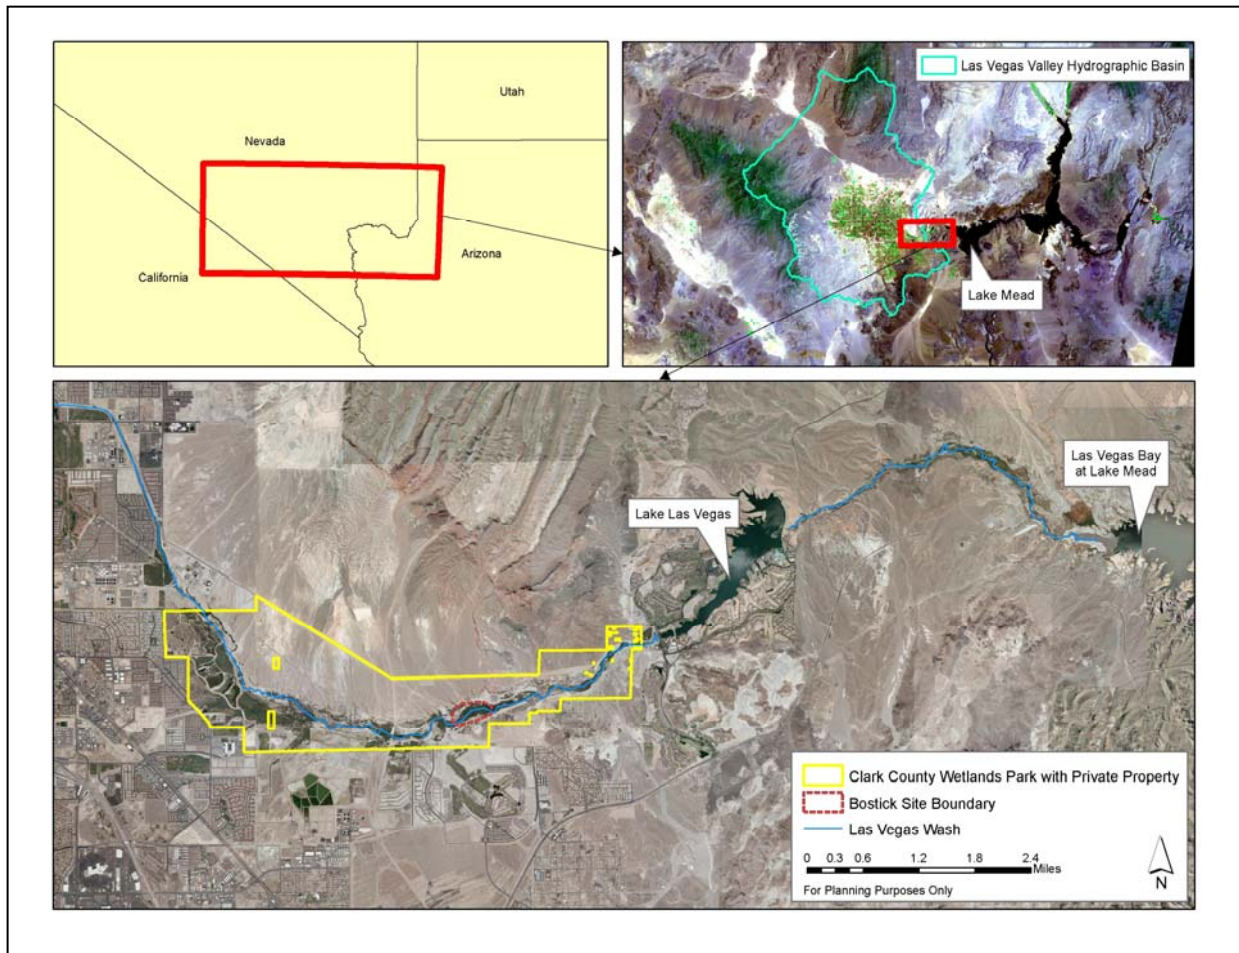 Utah
Nevada
Arizona
California
Las Vegas Valley Hydrographic Basin
Lake Mead
Las Vegas Bay
at Lake Mead
Lake Las Vegas
Clark County Wetlands Park with Private Property
Bostick Site Boundary
Las Vegas Wash
0 0.3 0.6 1.2 1.8 2.4
Miles
For Planning Purposes Only
N